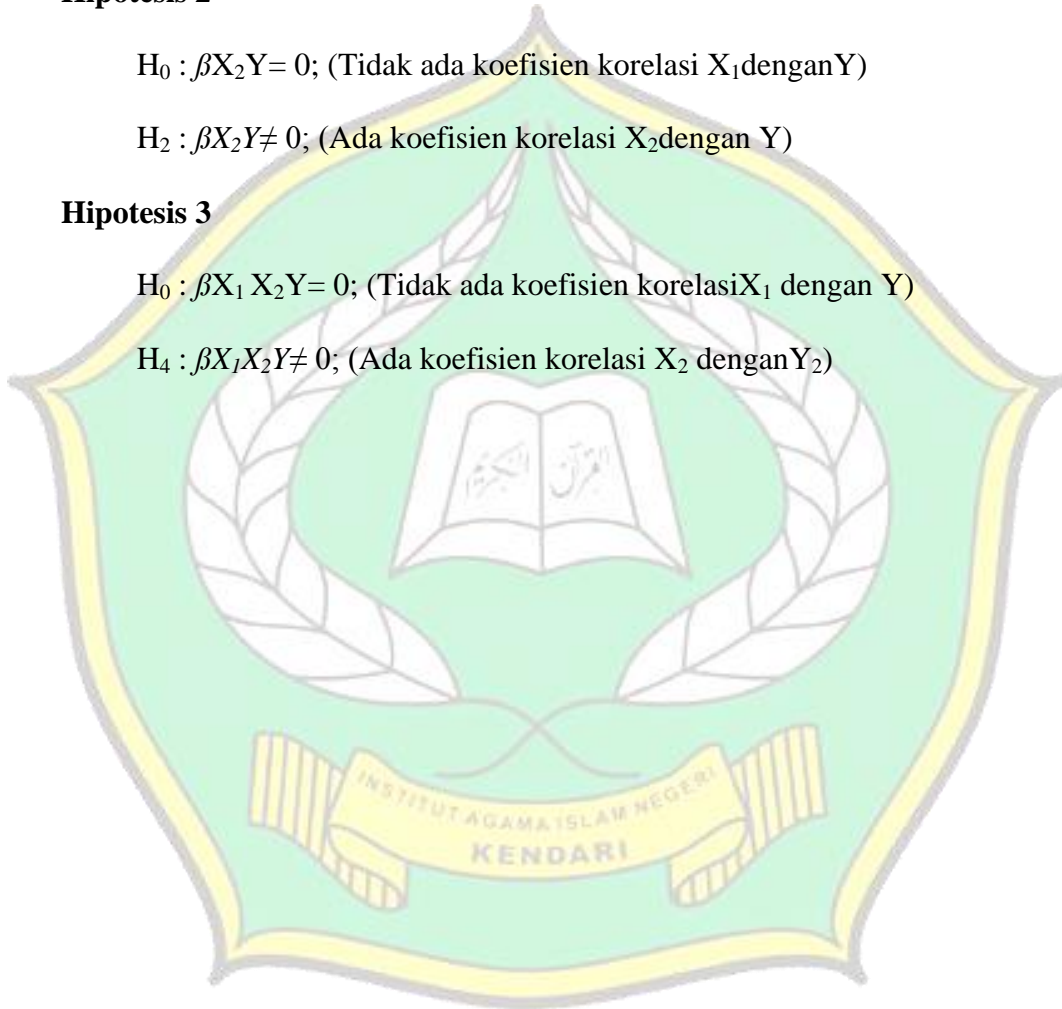 H₀ : βX₂Y= 0; (Tidak ada koefisien korelasi X₁denganY)
H₂ : βX₂Y≠ 0; (Ada koefisien korelasi X₂dengan Y)
Hipotesis 3
H₀ : βX₁ X₂Y= 0; (Tidak ada koefisien korelasiX₁ dengan Y)
H₄ : βX₁X₂Y≠ 0; (Ada koefisien korelasi X₂ denganY₂)
القرآن الكريم
INSTITUT AGAMA ISLAM NEGERI
KENDARI